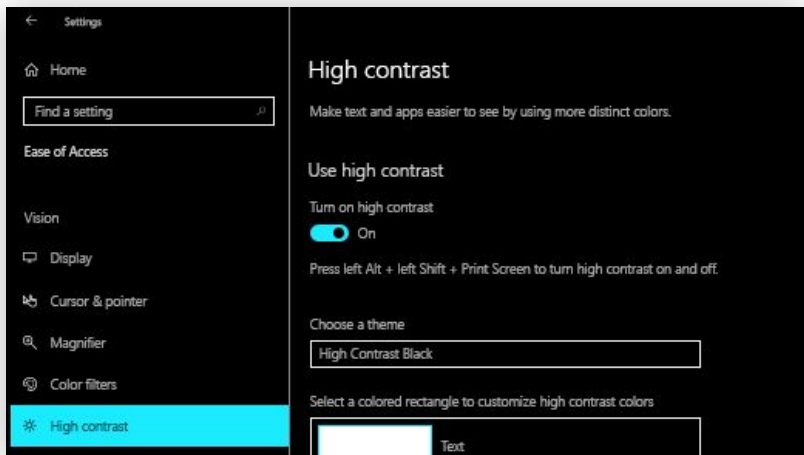 Settings
Home
Find a setting
Ease of Access
Vision
Display
Cursor & pointer
Magnifier
Color filters
High contrast
High contrast
Make text and apps easier to see by using more distinct colors.
Use high contrast
Turn on high contrast
On
Press left Alt + left Shift + Print Screen to turn high contrast on and off.
Choose a theme
High Contrast Black
Select a colored rectangle to customize high contrast colors
Text